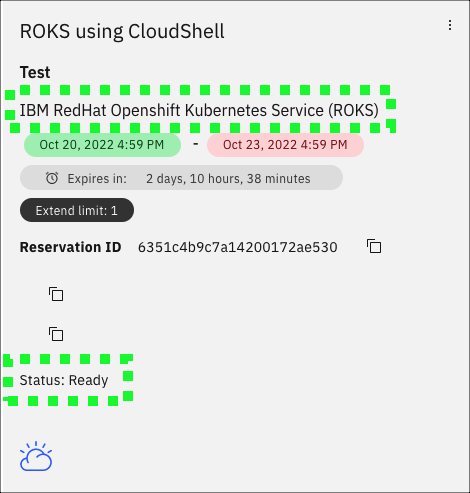 ROKS using CloudShell
Test
IBM RedHat Openshift Kubernetes Service (ROKS)
Oct 20, 2022 4:59 PM - Oct 23, 2022 4:59 PM
Expires in: 2 days, 10 hours, 38 minutes
Extend limit: 1
Reservation ID 6351c4b9c7a14200172ae530
Status: Ready